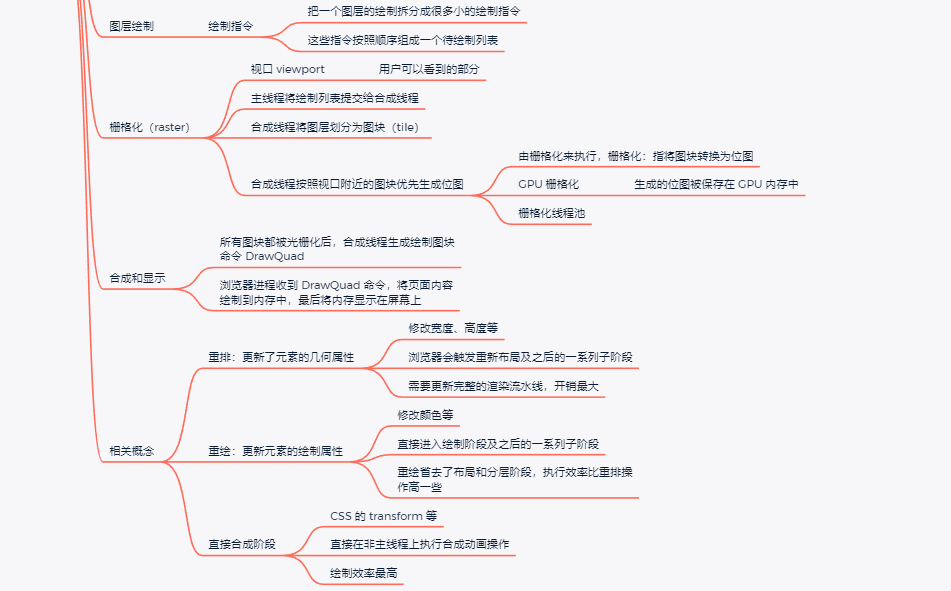 图层绘制
绘制指令
把一个图层的绘制拆分成很多小的绘制指令
这些指令按照顺序组成一个待绘制列表
栅格化（raster）
视口 viewport
用户可以看到的部分
主线程将绘制列表提交给合成线程
合成线程将图层划分为图块（tile）
合成线程按照视口附近的图块优先生成位图
由栅格化来执行，栅格化：指将图块转换为位图
GPU 栅格化
生成的位图被保存在 GPU 内存中
栅格化线程池
合成和显示
所有图块都被光栅化后，合成线程生成绘制图块
命令 DrawQuad
浏览器进程收到 DrawQuad 命令，将页面内容
绘制到内存中，最后将内存显示在屏幕上
相关概念
重排：更新了元素的几何属性
修改宽度、高度等
浏览器会触发重新布局及之后的一系列子阶段
需要更新完整的渲染流水线，开销最大
重绘：更新元素的绘制属性
修改颜色等
直接进入绘制阶段及之后的一系列子阶段
重绘省去了布局和分层阶段，执行效率比重排操
作高一些
直接合成阶段
CSS 的 transform 等
直接在非主线程上执行合成动画操作
绘制效率最高